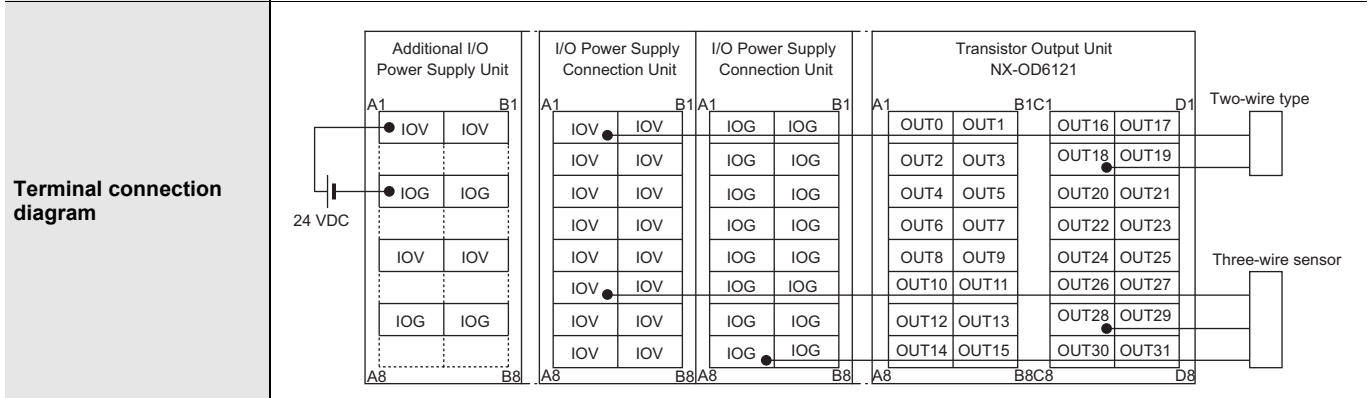 Terminal connection
diagram
24 VDC
Additional I/O
Power Supply Unit
A1 B1
IOV IOV
IOG IOG
IOV IOV
IOG IOG
A8 B8
I/O Power Supply
Connection Unit
A1 B1
IOV IOV
IOV IOV
IOV IOV
IOV IOV
IOV IOV
IOV IOV
IOV IOV
IOV IOV
A8 B8
I/O Power Supply
Connection Unit
A1 B1
IOG IOG
IOG IOG
IOG IOG
IOG IOG
IOG IOG
IOG IOG
IOG IOG
IOG IOG
A8 B8
Transistor Output Unit
NX-OD6121
A1 B1 C1 D1
OUT0 OUT1 OUT16 OUT17
OUT2 OUT3 OUT18 OUT19
OUT4 OUT5 OUT20 OUT21
OUT6 OUT7 OUT22 OUT23
OUT8 OUT9 OUT24 OUT25
OUT10 OUT11 OUT26 OUT27
OUT12 OUT13 OUT28 OUT29
OUT14 OUT15 OUT30 OUT31
A8 B8 C8 D8
Two-wire type
Three-wire sensor